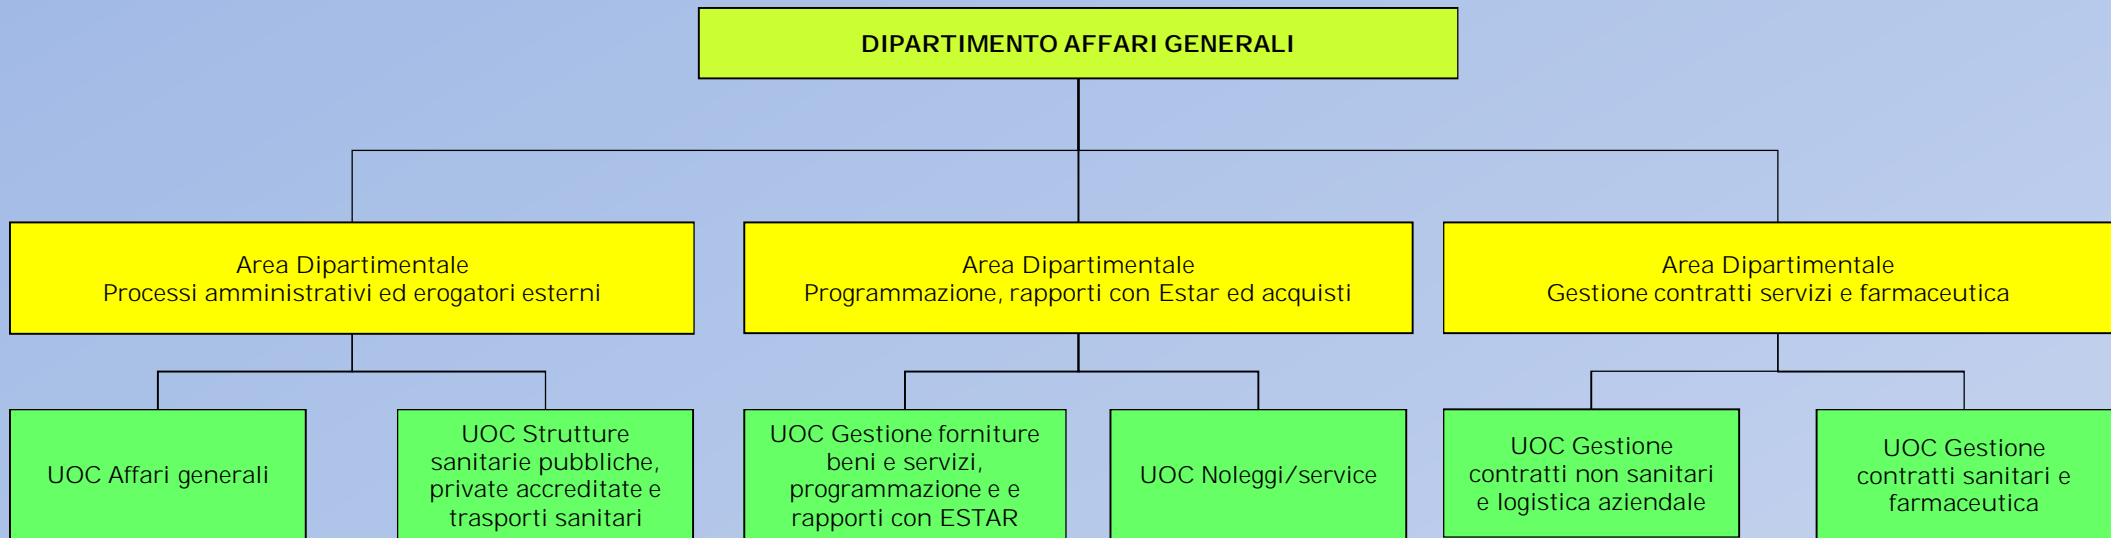 DIPARTIMENTO AFFARI GENERALI
Area Dipartimentale
Processi amministrativi ed erogatori esterni
Area Dipartimentale
Programmazione, rapporti con Estar ed acquisti
Area Dipartimentale
Gestione contratti servizi e farmaceutica
UOC Affari generali
UOC Strutture
sanitarie pubbliche,
private accreditate e
trasporti sanitari
UOC Gestione forniture
beni e servizi,
programmazione e e
rapporti con ESTAR
UOC Noleggi/service
UOC Gestione
contratti non sanitari
e logistica aziendale
UOC Gestione
contratti sanitari e
farmaceutica